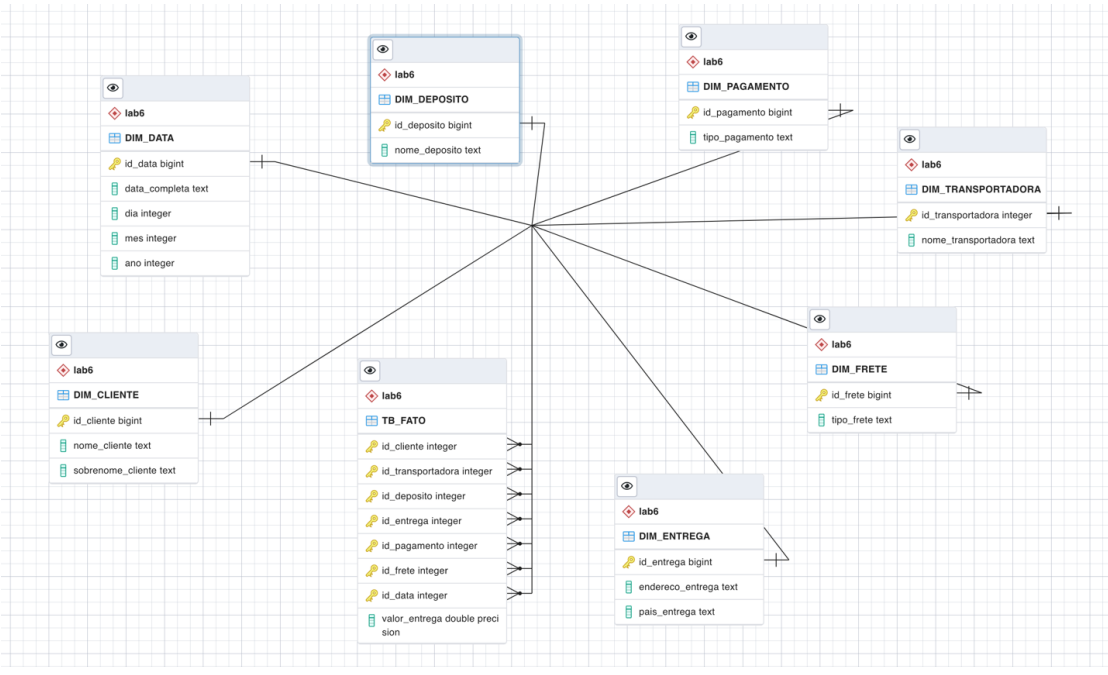 lab6
DIM_DATA
id_data bigint
data_completa text
dia integer
mes integer
ano integer
lab6
DIM_DEPOSITO
id_deposito bigint
nome_deposito text
lab6
DIM_PAGAMENTO
id_pagamento bigint
tipo_pagamento text
lab6
DIM_TRANSPORTADORA
id_transportadora integer
nome_transportadora text
lab6
DIM_CLIENTE
id_cliente bigint
nome_cliente text
sobrenome_cliente text
lab6
TB_FATO
id_cliente integer
id_transportadora integer
id_deposito integer
id_entrega integer
id_pagamento integer
id_frete integer
id_data integer
valor_entrega double preci
sion
lab6
DIM_FRETE
id_frete bigint
tipo_frete text
lab6
DIM_ENTREGA
id_entrega bigint
endereco_entrega text
pais_entrega text